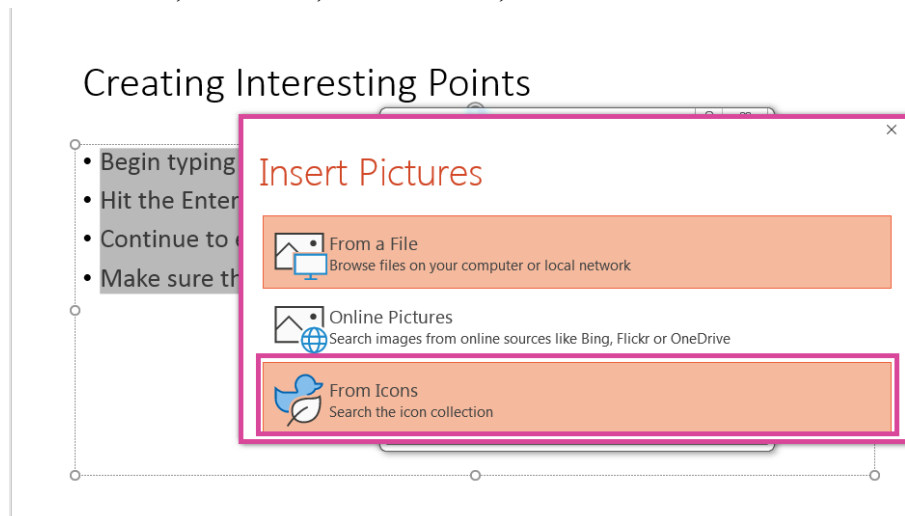 Creating Interesting Points
• Begin typing
• Hit the Enter
• Continue to
• Make sure th
Insert Pictures
From a File
Browse files on your computer or local network
Online Pictures
Search images from online sources like Bing, Flickr or OneDrive
From Icons
Search the icon collection